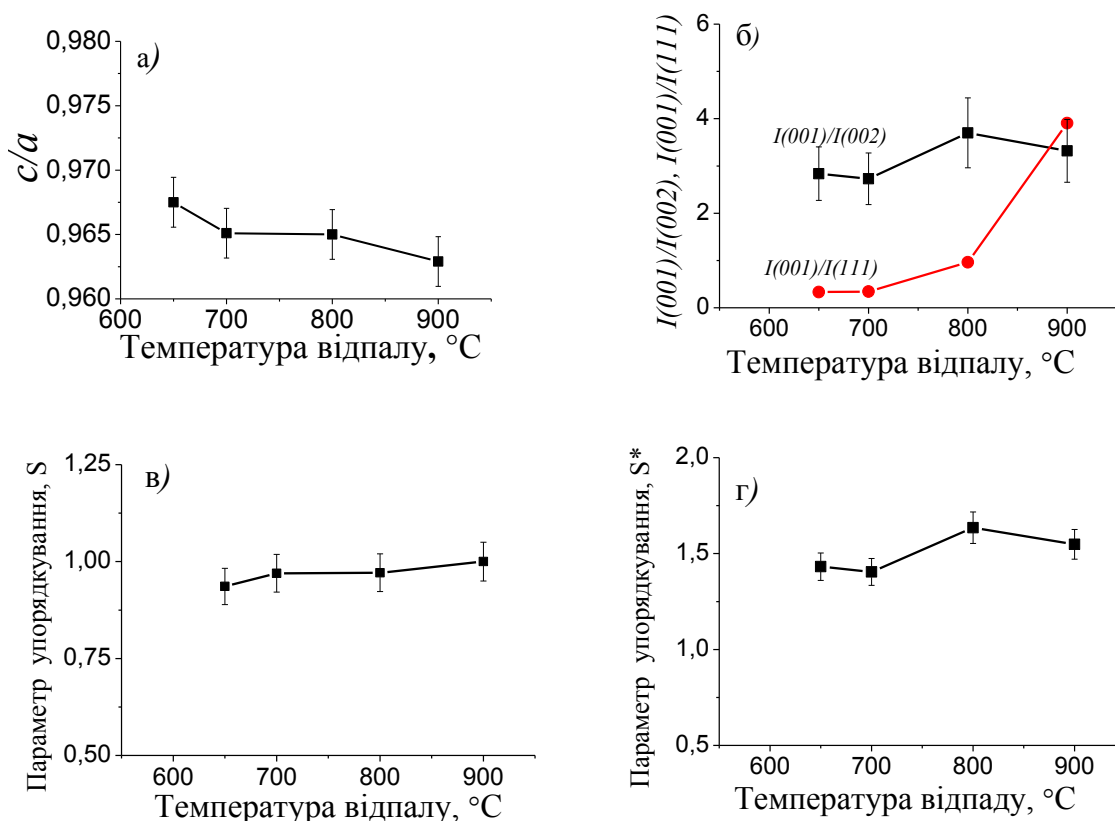 а)
c/a
0,980
0,975
0,970
0,965
0,960
600
700
800
900
Температура відпалу, °C
б)
I(001)/I(002), I(001)/I(111)
6
4
2
0
I(001)/I(002)
I(001)/I(111)
600
700
800
900
Температура відпалу, °C
в)
Параметр упорядкування, S
1,25
1,00
0,75
0,50
600
700
800
900
Температура відпалу, °C
г)
Параметр упорядкування, S*
2,0
1,5
1,0
0,5
600
700
800
900
Температура відпаду, °C